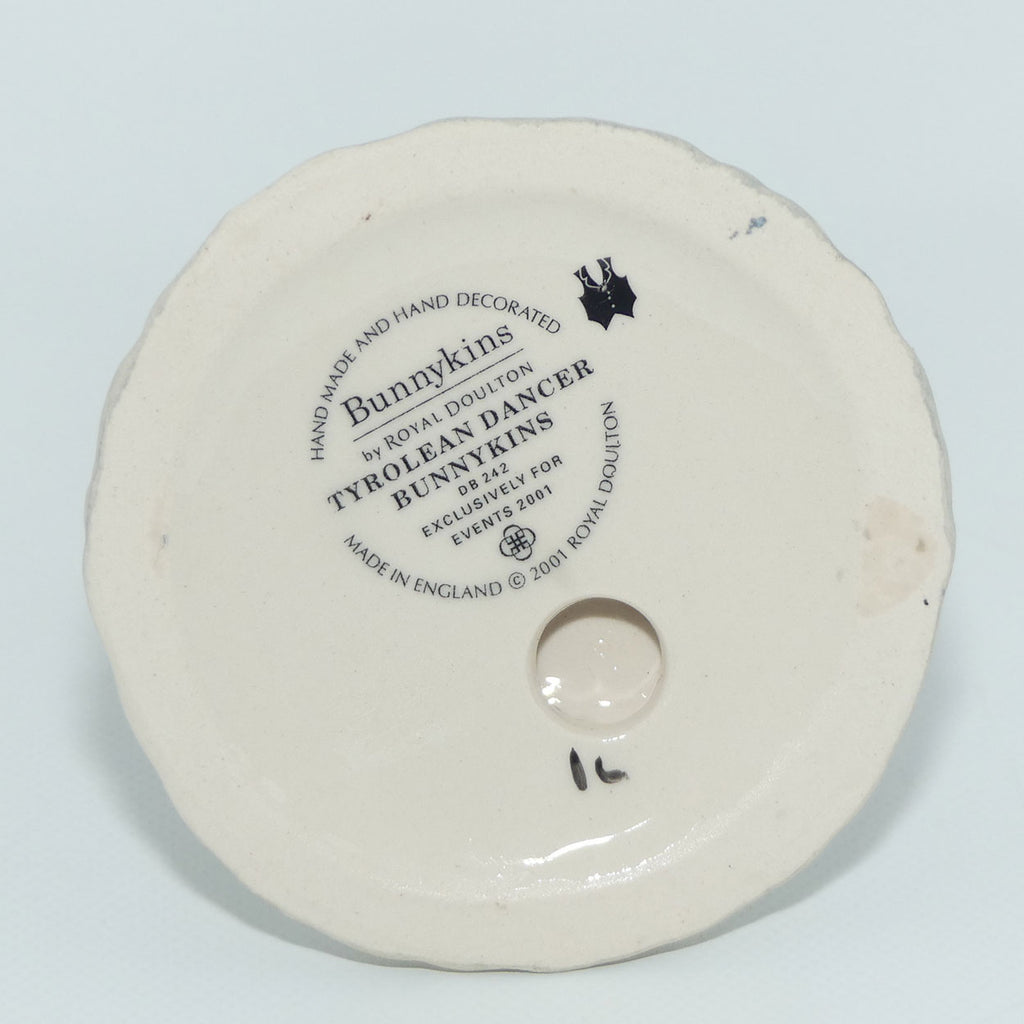 HAND MADE AND HAND DECORATED
Bunnykins
by ROYAL DOULTON
TYROLEAN DANCER
BUNNYKINS
DB 242
EXCLUSIVELY FOR
EVENTS 2001
MADE IN ENGLAND © 2001 ROYAL DOULTON